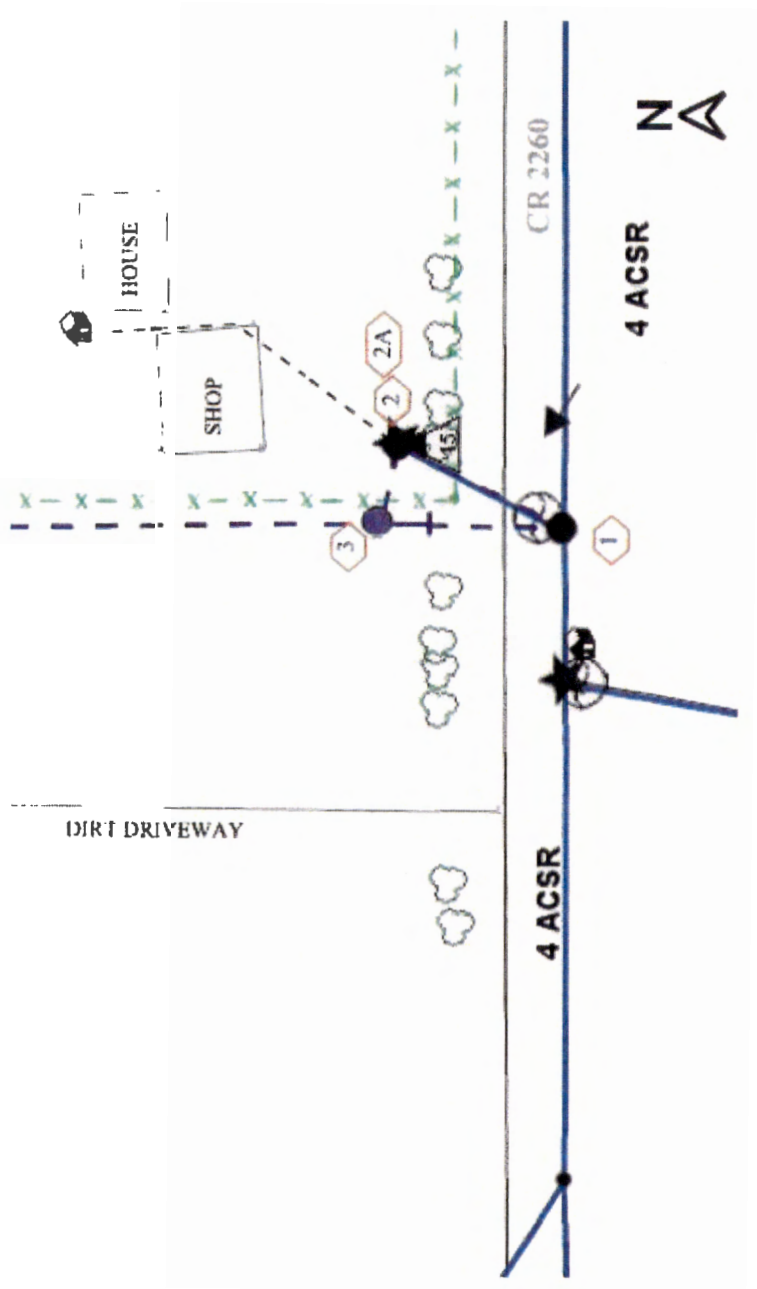 HOUSE
SHOP
2A
2
45
3
1
CR 2260
N
4 ACSR
4 ACSR
DIRT DRIVEWAY
X X X X X X X
X X X X X X